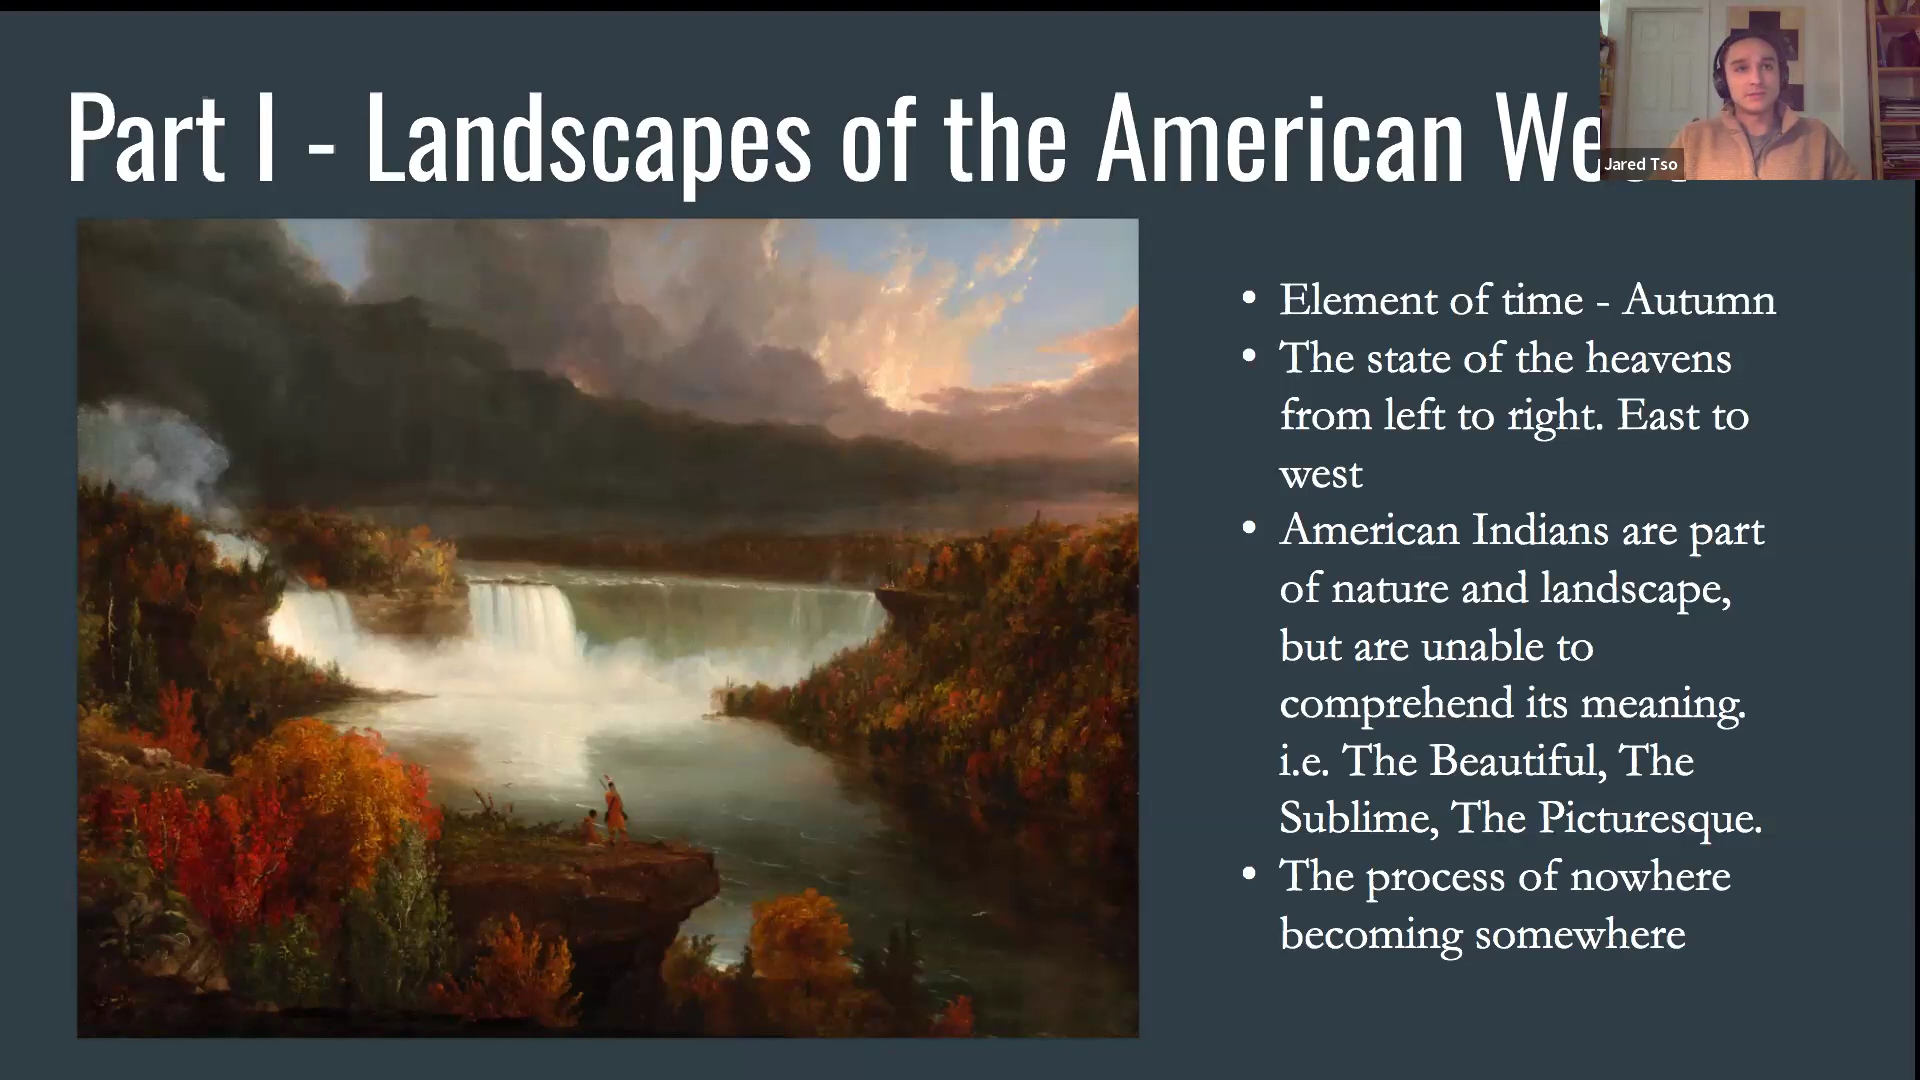 Part I - Landscapes of the American
Jared Tso
• Element of time - Autumn
• The state of the heavens
from left to right. East to
west
• American Indians are part
of nature and landscape,
but are unable to
comprehend its meaning.
i.e. The Beautiful, The
Sublime, The Picturesque.
• The process of nowhere
becoming somewhere